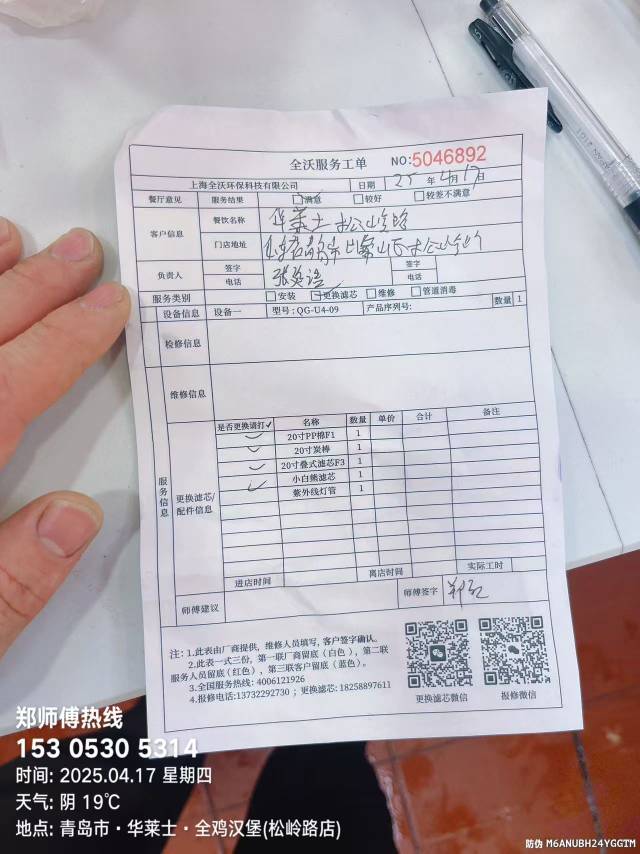 全沃服务工单 NO:5046892
上海全沃环保科技有限公司 日期 25 年 4月 17日
餐厅意见 服务结果 满意 较好 较差不满意
客户信息 餐饮名称 华莱士 松岭路
门店地址 山东省青岛市崂山区松岭路
负责人 签字 电话 张英浩 签字 电话
服务类别 安装 更换滤芯 维修 管道消毒
设备信息 设备一 型号:QG-U4-09 产品序列号: 数量 1
检修信息
维修信息
服务信息
更换滤芯/配件信息
是否更换请打✓ 名称 数量 单价 合计 备注
✓ 20寸PP棉F1 1
✓ 20寸炭棒 1
✓ 20寸叠式滤芯F3 1
✓ 小白熊滤芯 1
紫外线灯管 1
进店时间 离店时间 实际工时
师傅建议 师傅签字
注:1.此表由厂商提供,维修人员填写,客户签字确认。
2.此表一式三份,第一联厂商留底(白色),第二联
服务人员留底(红色),第三联客户留底(蓝色)。
3.全国服务热线:4006121926
4.报修电话:13732292730;更换滤芯:18258897611
更换滤芯微信 报修微信
郑师傅热线
153 0530 5314
时间: 2025.04.17 星期四
天气: 阴 19℃
地点: 青岛市·华莱士·全鸡汉堡(松岭路店)
防伪 M6ANUBH24YGGTM